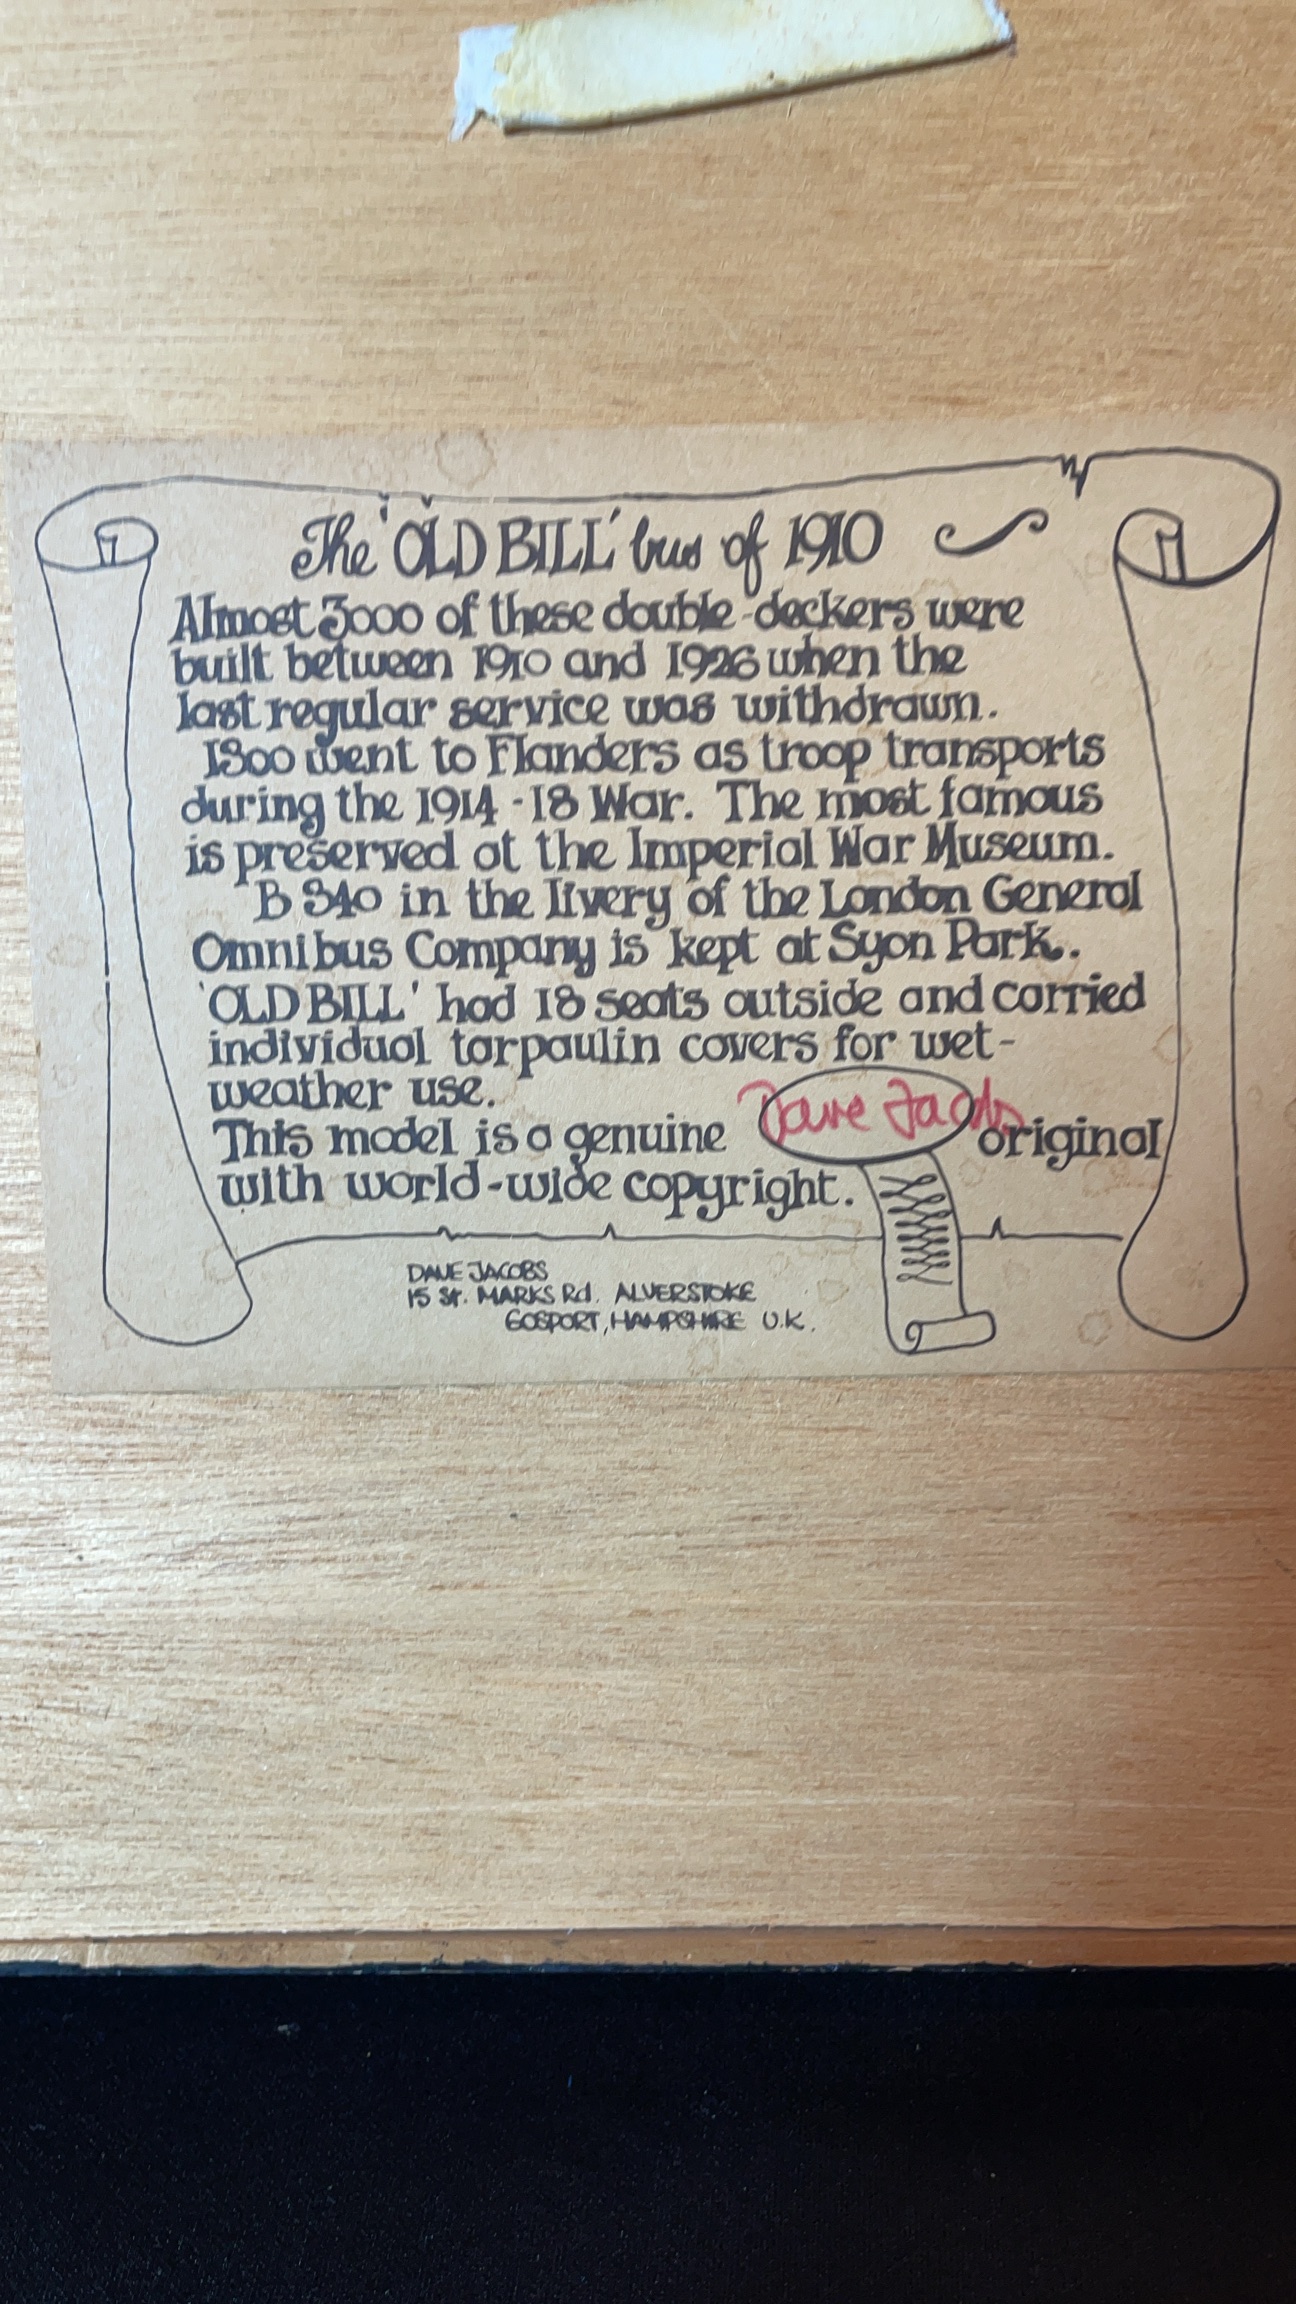 The 'OLD BILL' bus of 1910
Almost 3000 of these double-deckers were
built between 1910 and 1926 when the
last regular service was withdrawn.
1300 went to Flanders as troop transports
during the 1914-18 War. The most famous
is preserved at the Imperial War Museum.
B 340 in the livery of the London General
Omnibus Company is kept at Syon Park.
'OLD BILL' had 18 seats outside and carried
individual tarpaulin covers for wet-
weather use.
This model is a genuine Dave Jacobs original
with world-wide copyright.
DAVE JACOBS
15 St. MARKS Rd. ALVERSTOKE
GOSPORT, HAMPSHIRE U.K.